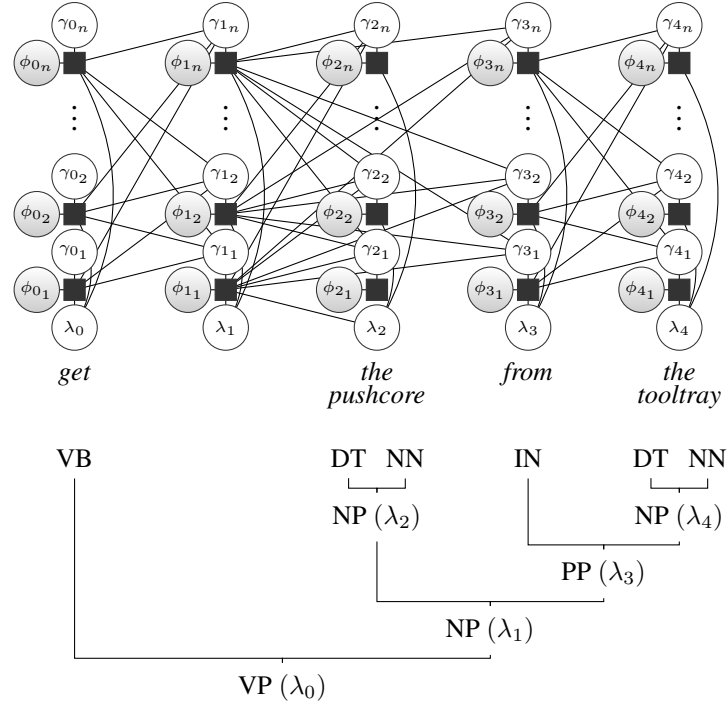 γ0n γ1n γ2n γ3n γ4n
ϕ0n ϕ1n ϕ2n ϕ3n ϕ4n
⋮ ⋮ ⋮ ⋮ ⋮
γ02 γ12 γ22 γ32 γ42
ϕ02 ϕ12 ϕ22 ϕ32 ϕ42
γ01 γ11 γ21 γ31 γ41
ϕ01 ϕ11 ϕ21 ϕ31 ϕ41
λ0 λ1 λ2 λ3 λ4
get the from the
pushcore tooltray
VB DT NN IN DT NN
NP (λ2) NP (λ4)
PP (λ3)
NP (λ1)
VP (λ0)